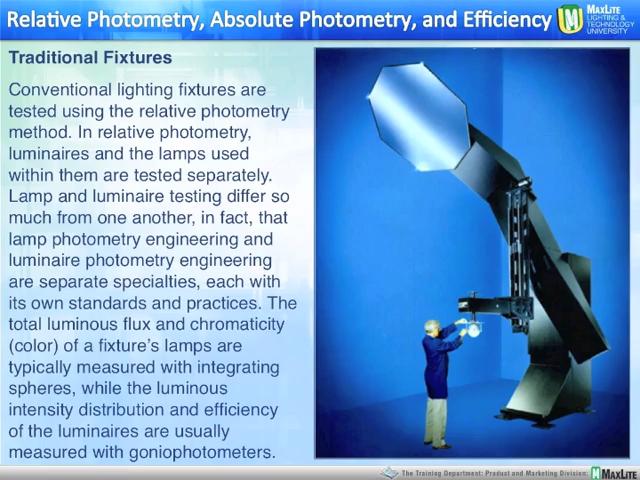 Relative Photometry, Absolute Photometry, and Efficiency
MAXLITE
LIGHTING &
TECHNOLOGY
UNIVERSITY
Traditional Fixtures
Conventional lighting fixtures are
tested using the relative photometry
method. In relative photometry,
luminaires and the lamps used
within them are tested separately.
Lamp and luminaire testing differ so
much from one another, in fact, that
lamp photometry engineering and
luminaire photometry engineering
are separate specialties, each with
its own standards and practices. The
total luminous flux and chromaticity
(color) of a fixture's lamps are
typically measured with integrating
spheres, while the luminous
intensity distribution and efficiency
of the luminaires are usually
measured with goniophotometers.
The Training Department: Product and Marketing Division: MAXLITE